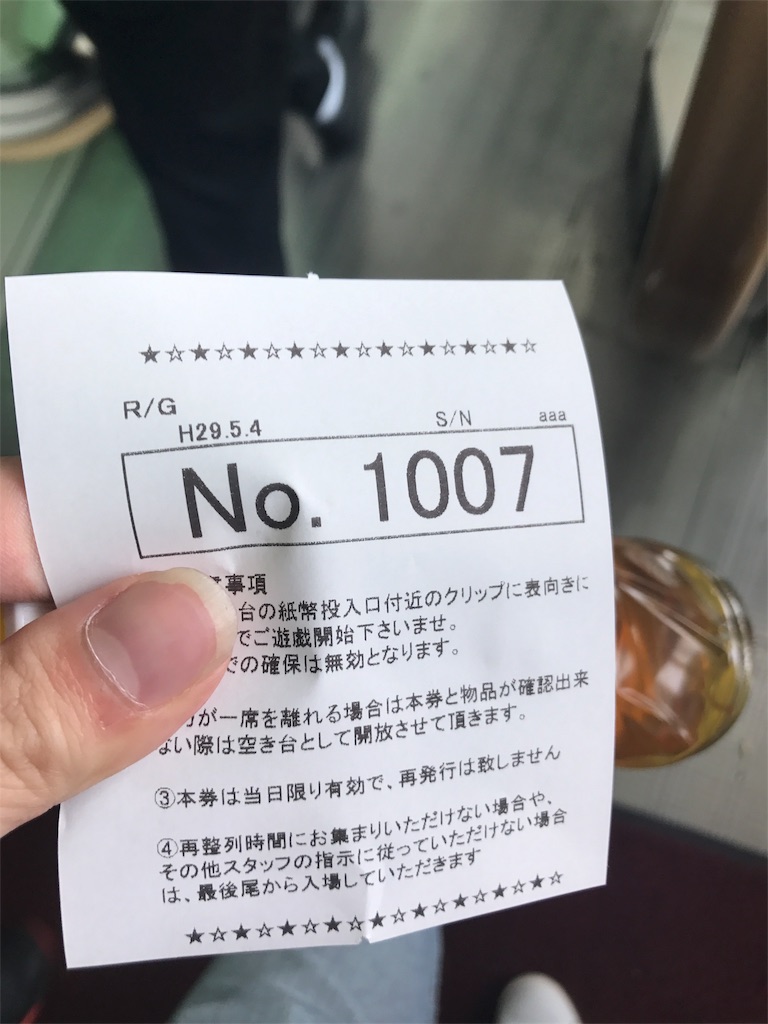 ★☆★☆★☆★☆★☆★☆★☆★☆★☆
R/G
H29.5.4 S/N aaa
No. 1007
事項
台の紙幣投入口付近のクリップに表向きに
でご遊戯開始下さいませ。
での確保は無効となります。
が一席を離れる場合は本券と物品が確認出来
ない際は空き台として開放させて頂きます。
③本券は当日限り有効で、再発行は致しません
④再整列時間にお集まりいただけない場合や、
その他スタッフの指示に従っていただけない場合
は、最後尾から入場していただきます
★☆★☆★☆★☆★☆★☆★☆★☆